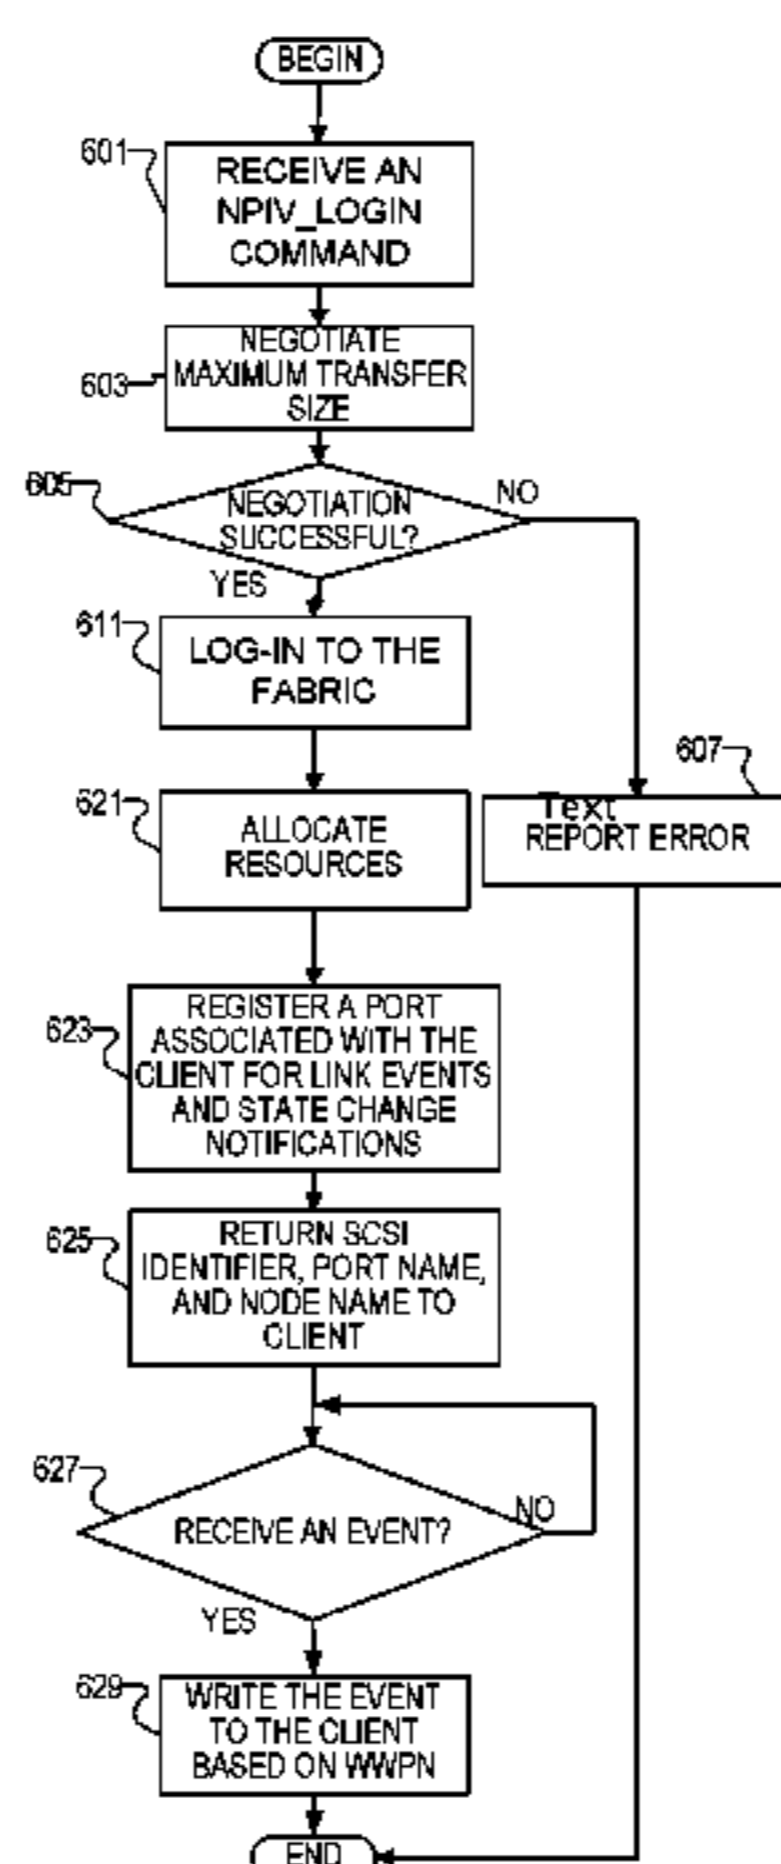 BEGIN
601
RECEIVE AN
NPIV_LOGIN
COMMAND
603
NEGOTIATE
MAXIMUM TRANSFER
SIZE
605
NEGOTIATION
SUCCESSFUL?
NO
YES
611
LOG-IN TO THE
FABRIC
607
Text
REPORT ERROR
621
ALLOCATE
RESOURCES
623
REGISTER A PORT
ASSOCIATED WITH THE
CLIENT FOR LINK EVENTS
AND STATE CHANGE
NOTIFICATIONS
625
RETURN SCSI
IDENTIFIER, PORT NAME,
AND NODE NAME TO
CLIENT
627
RECEIVE AN EVENT?
NO
YES
629
WRITE THE EVENT
TO THE CLIENT
BASED ON WWPN
END